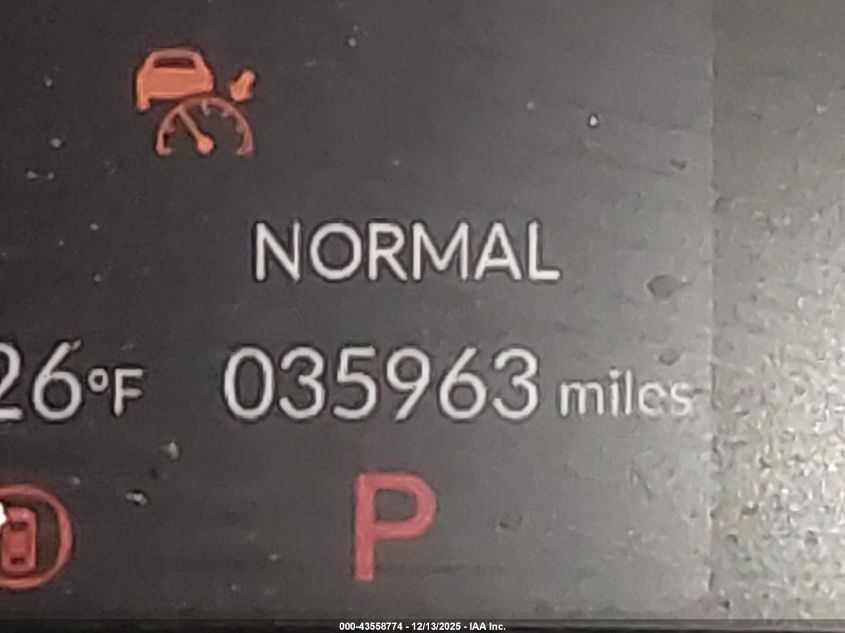 NORMAL
26°F 035963 miles
P
000-43558774 - 12/13/2025 - IAA Inc.